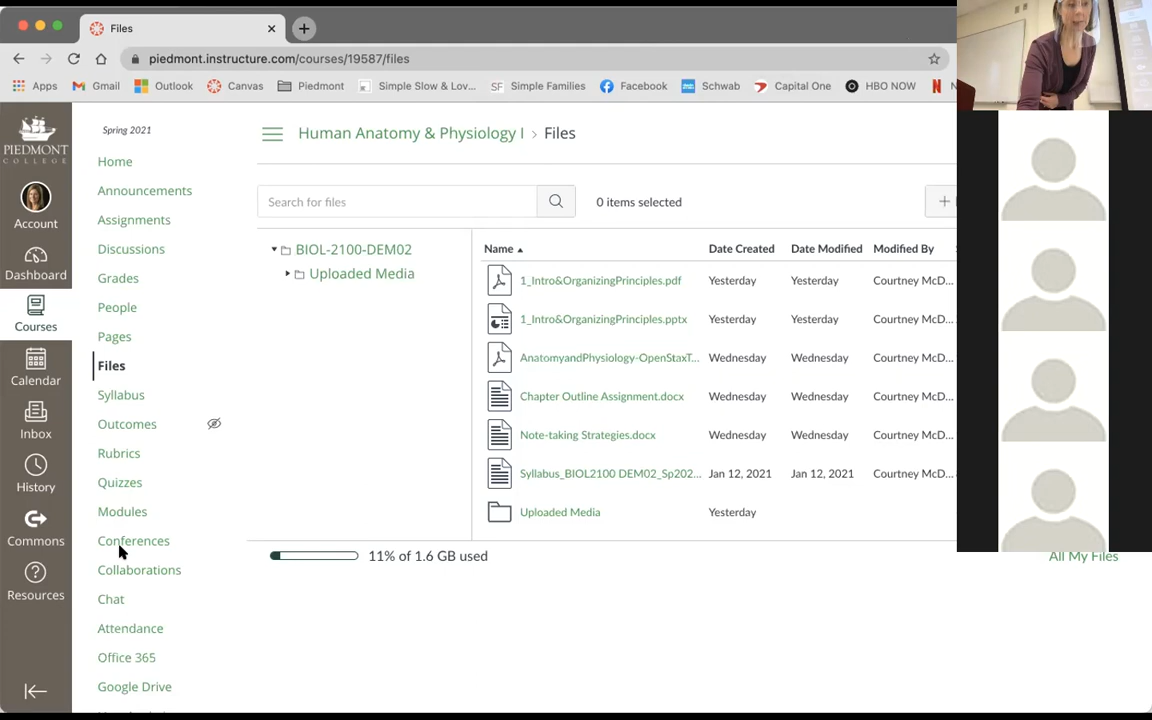 Files
piedmont.instructure.com/courses/19587/files
Apps Gmail Outlook Canvas Piedmont Simple Slow & Lov... Simple Families Facebook Schwab Capital One HBO NOW
PIEDMONT
COLLEGE
Account
Dashboard
Courses
Calendar
Inbox
History
Commons
Resources
Spring 2021
Home
Announcements
Assignments
Discussions
Grades
People
Pages
Files
Syllabus
Outcomes
Rubrics
Quizzes
Modules
Conferences
Collaborations
Chat
Attendance
Office 365
Google Drive
Human Anatomy & Physiology I › Files
Search for files 0 items selected
BIOL-2100-DEM02
Uploaded Media
Name Date Created Date Modified Modified By
1_Intro&OrganizingPrinciples.pdf Yesterday Yesterday Courtney McD...
1_Intro&OrganizingPrinciples.pptx Yesterday Yesterday Courtney McD...
AnatomyandPhysiology-OpenStaxT... Wednesday Wednesday Courtney McD...
Chapter Outline Assignment.docx Wednesday Wednesday Courtney McD...
Note-taking Strategies.docx Wednesday Wednesday Courtney McD...
Syllabus_BIOL2100 DEM02_Sp202... Jan 12, 2021 Jan 12, 2021 Courtney McD...
Uploaded Media Yesterday
11% of 1.6 GB used
All My Files